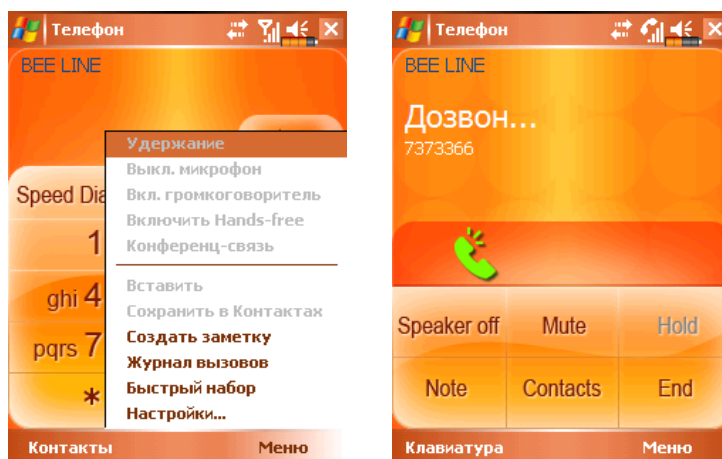 Телефон
BEE LINE
Удержание
Выкл. микрофон
Вкл. громкоговоритель
Включить Hands-free
Конференц-связь
Вставить
Сохранить в Контактах
Создать заметку
Журнал вызовов
Быстрый набор
Настройки...
Speed Dia
1
ghi 4
pqrs 7
*
Контакты
Меню
Телефон
BEE LINE
Дозвон...
7373366
Speaker off
Mute
Hold
Note
Contacts
End
Клавиатура
Меню